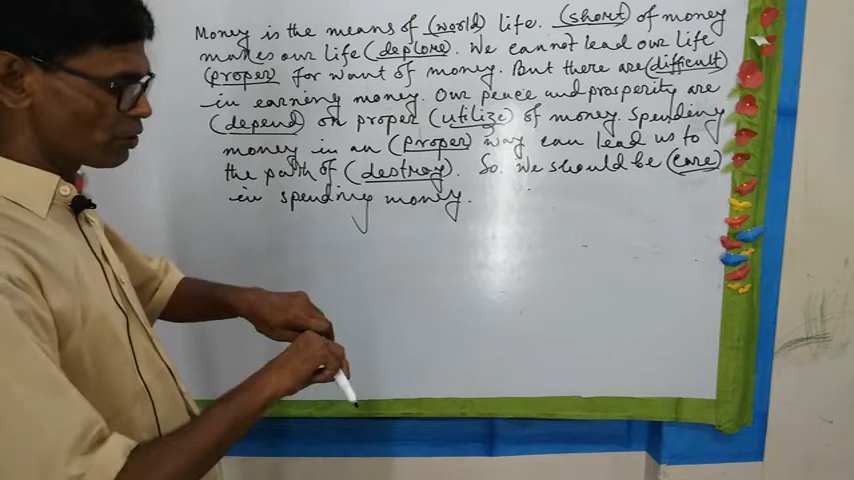 Money is the means of (world) life. (short) of money
makes our life (deplore). We cannot lead our life
(proper) for want of money. But there are (difficult)
in earning money. Our peace and prosperity are
(depend) on proper (utilize) of money. Spending
money in an (proper) way can lead us to
the path of (destroy). So, we should be (care)
in spending money.